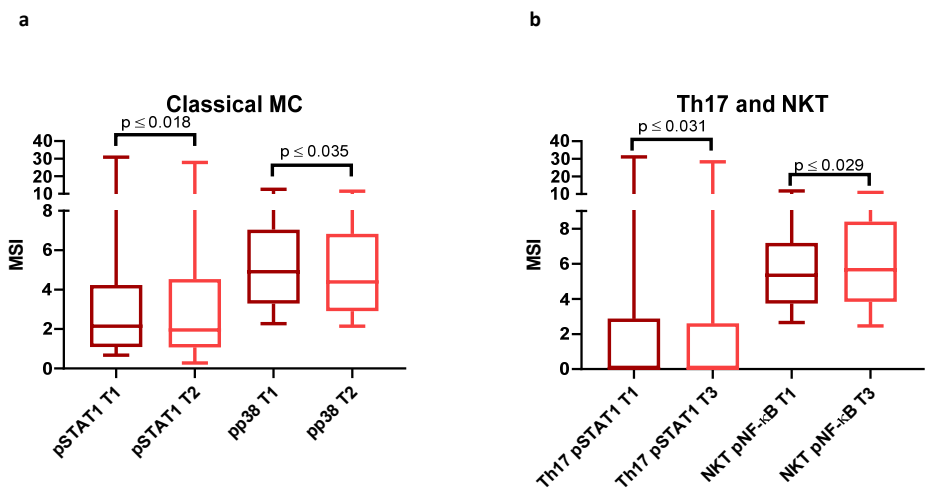 a
b
Classical MC
p ≤ 0.018
p ≤ 0.035
40
30
20
10
8
6
4
2
0
MSI
pSTAT1 T1
pSTAT1 T2
pp38 T1
pp38 T2
Th17 and NKT
p ≤ 0.031
p ≤ 0.029
40
30
20
10
8
6
4
2
0
MSI
Th17 pSTAT1 T1
Th17 pSTAT1 T3
NKT pNF-κB T1
NKT pNF-κB T3